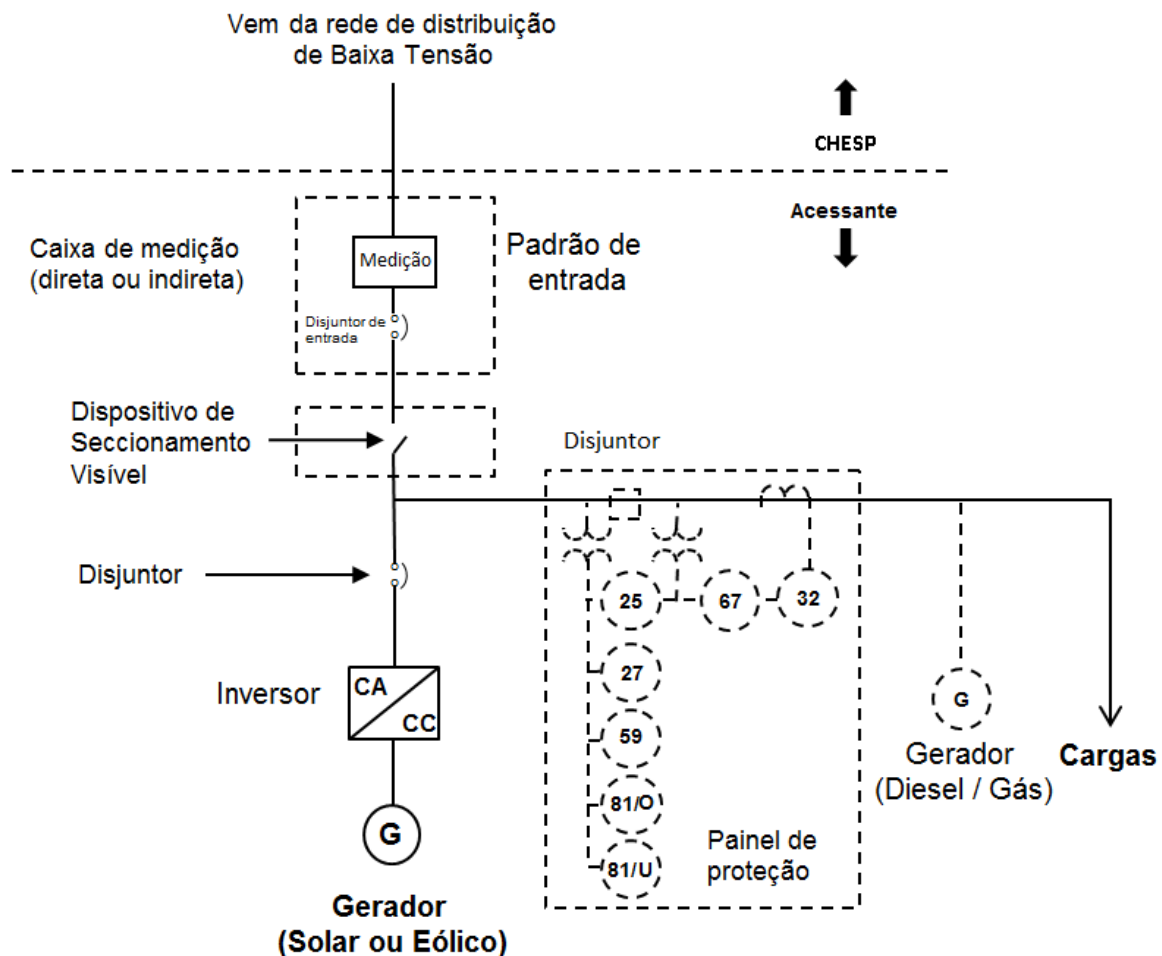 Vem da rede de distribuição
de Baixa Tensão
CHESP
Acessante
Caixa de medição
(direta ou indireta)
Medição
Padrão de
entrada
Disjuntor de
entrada
Dispositivo de
Seccionamento
Visível
Disjuntor
Disjuntor
25
67
32
27
59
81/O
81/U
Painel de
proteção
Inversor
CA
CC
G
Gerador
(Solar ou Eólico)
G
Gerador
(Diesel / Gás)
Cargas